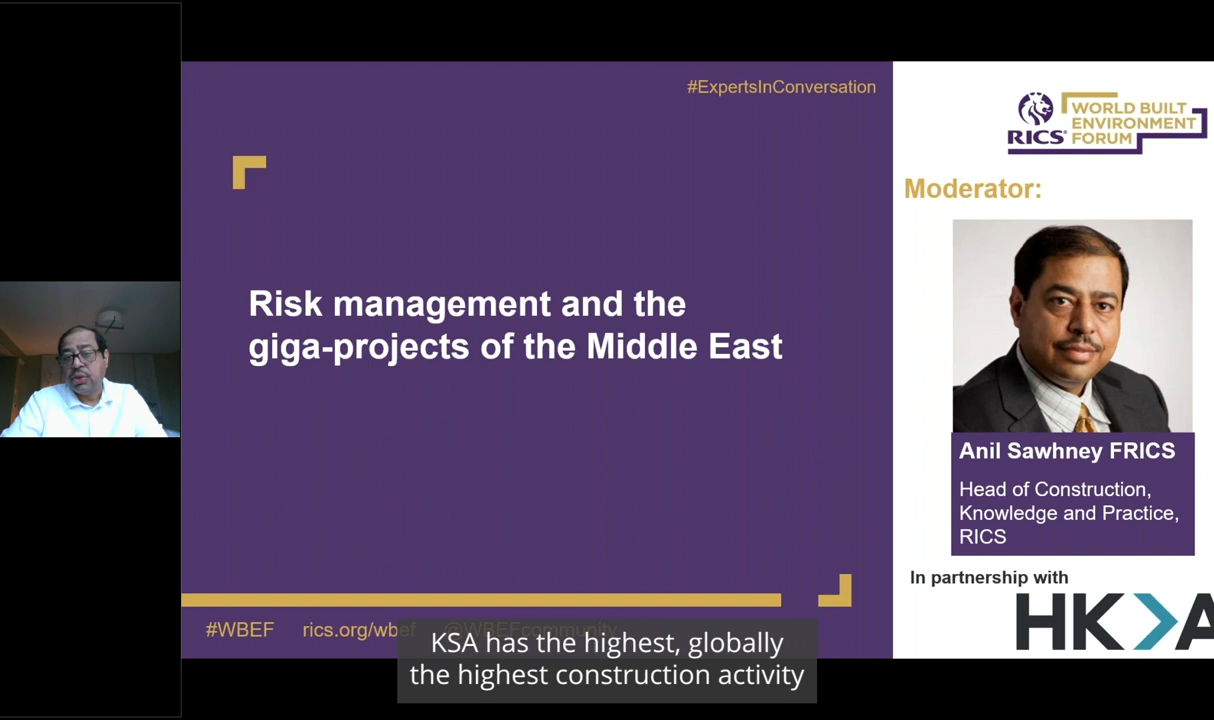 #ExpertsInConversation
Risk management and the
giga-projects of the Middle East
#WBEF rics.org/wbef @WBEFcommunity
KSA has the highest, globally
the highest construction activity
RICS
WORLD BUILT
ENVIRONMENT
FORUM
Moderator:
Anil Sawhney FRICS
Head of Construction,
Knowledge and Practice,
RICS
In partnership with
HKA